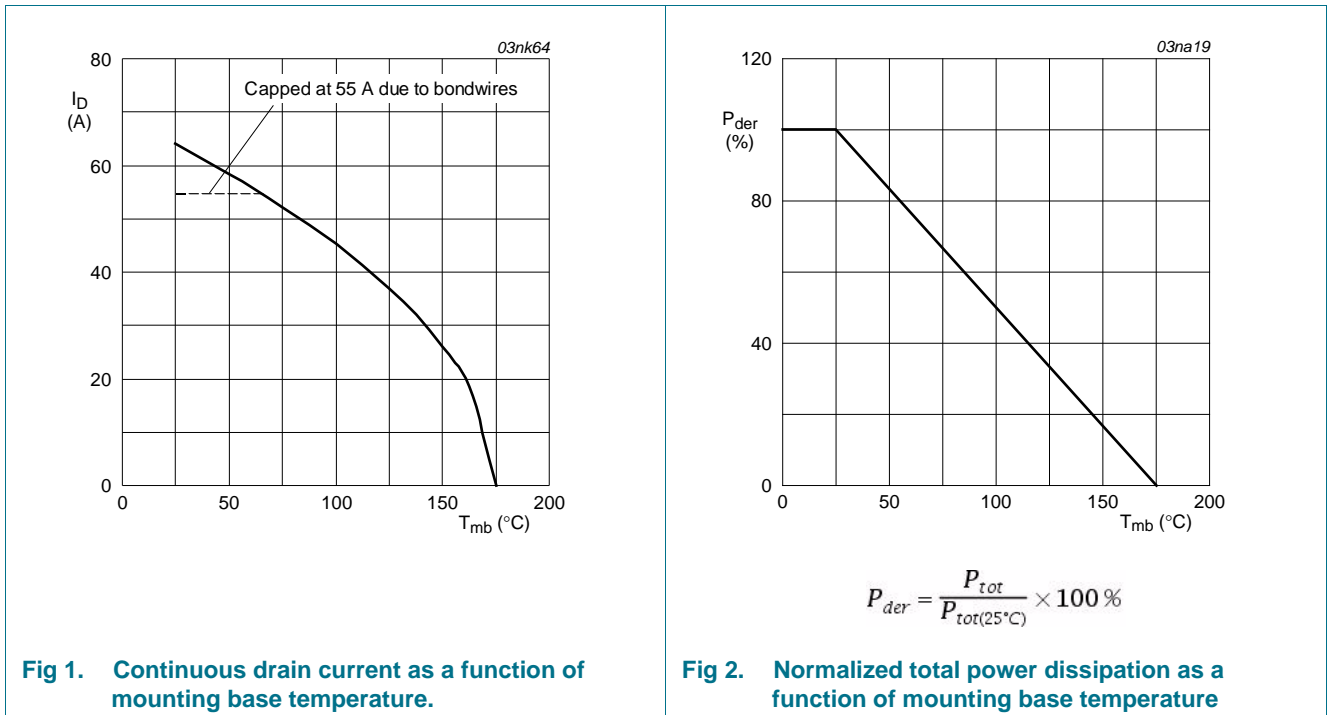 03nk64
80
I_D
(A)
Capped at 55 A due to bondwires
60
40
20
0
0 50 100 150 200
T_mb (°C)
Fig 1. Continuous drain current as a function of
mounting base temperature.
03na19
120
P_der
(%)
80
40
0
0 50 100 150 200
T_mb (°C)
P_der = P_tot / P_tot(25°C) × 100 %
Fig 2. Normalized total power dissipation as a
function of mounting base temperature